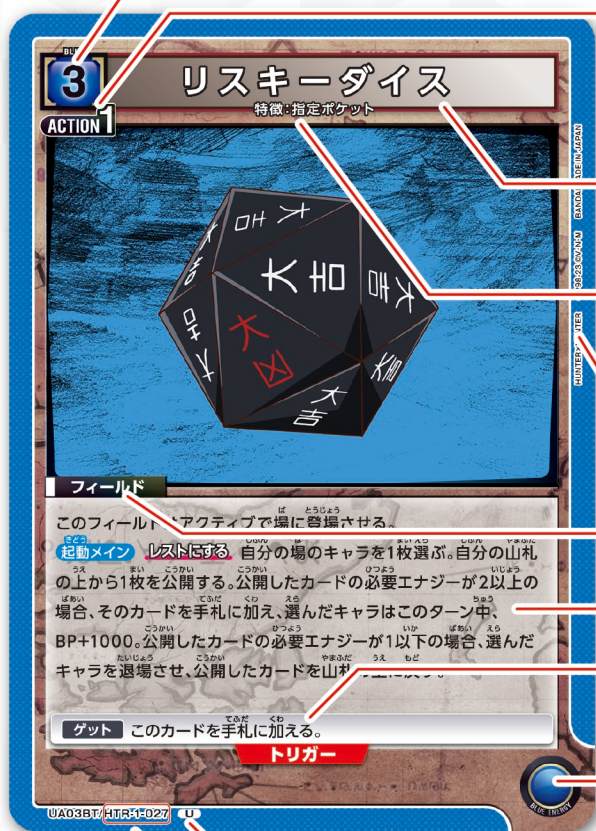 BLUE
3
リスキーダイス
特徴:指定ポケット
ACTION 1
大吉
大吉
大吉
大吉
大吉
大凶
大吉
大吉
フィールド
このフィールドはアクティブで場に登場させる。
起動メイン レストにする 自分の場のキャラを1枚選ぶ。自分の山札
の上から1枚を公開する。公開したカードの必要エナジーが2以上の
場合、そのカードを手札に加え、選んだキャラはこのターン中、
BP+1000。公開したカードの必要エナジーが1以下の場合、選んだ
キャラを退場させ、公開したカードを山札の上に戻す。
ゲット このカードを手札に加える。
トリガー
BLUE ENERGY
UA03BT/HTR-1-027 U